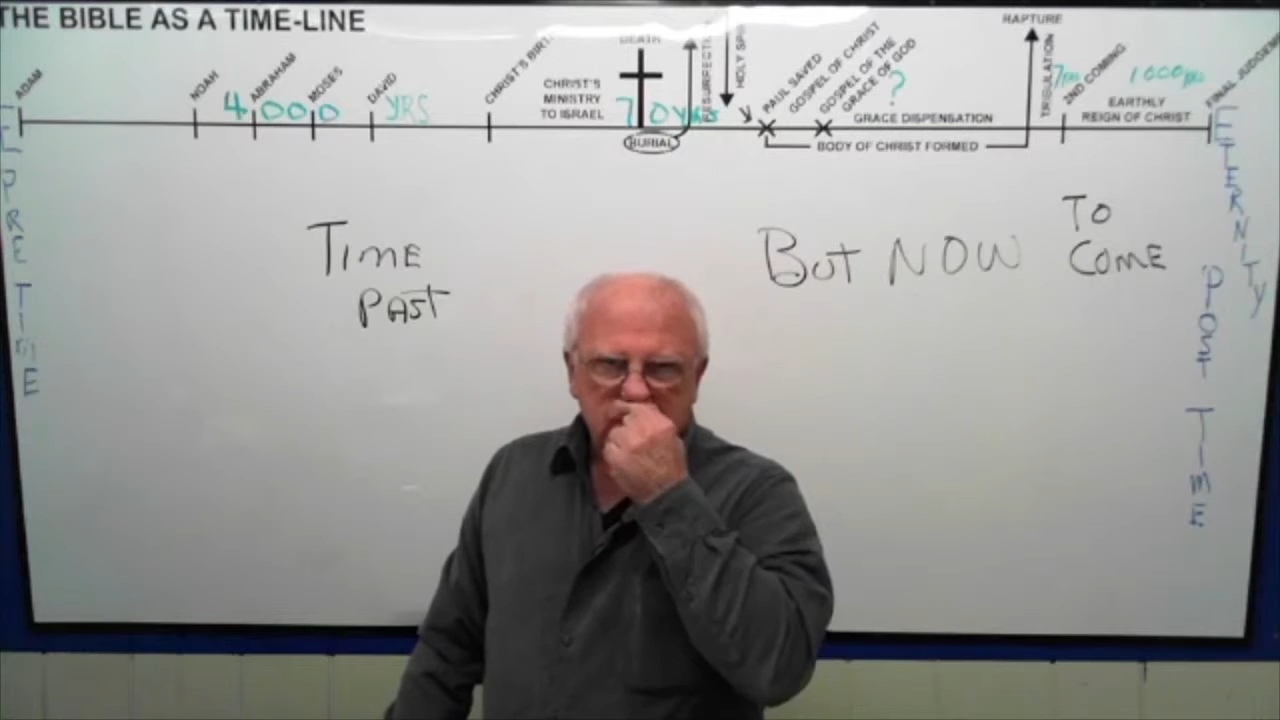 THE BIBLE AS A TIME-LINE
ADAM
NOAH
ABRAHAM
MOSES
DAVID
4000 YRS
CHRIST'S BIRTH
CHRIST'S
MINISTRY
TO ISRAEL
DEATH
70 yrs
BURIAL
RESURRECTION
HOLY SPI
PAUL SAVED
GOSPEL OF CHRIST
GOSPEL OF THE
GRACE OF GOD
?
GRACE DISPENSATION
BODY OF CHRIST FORMED
RAPTURE
TRIBULATION
7 yrs
2ND COMING
1000 yrs
EARTHLY
REIGN OF CHRIST
FINAL JUDGEMEN
PRE TIME
TIME
PAST
BUT NOW
TO
COME
ETERNITY
POST TIME